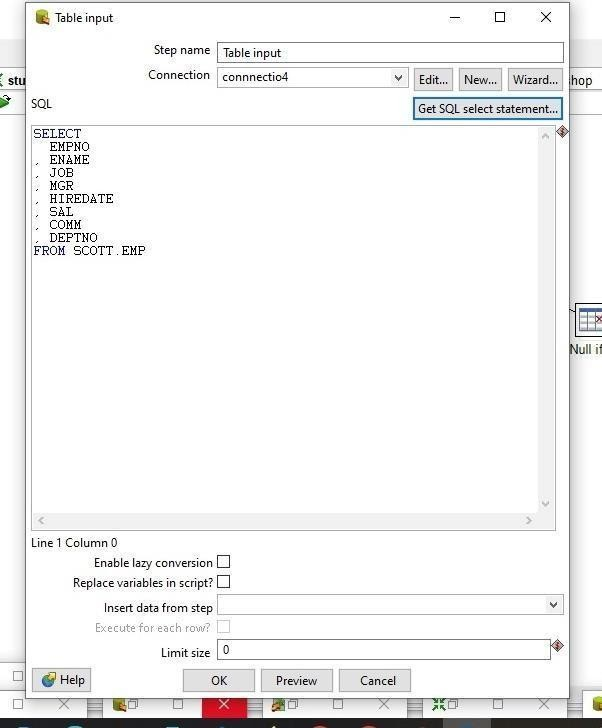 Table input
Step name Table input
Connection connnectio4 Edit... New... Wizard...
stu
hop
SQL
Get SQL select statement...
SELECT
EMPNO
, ENAME
, JOB
, MGR
, HIREDATE
, SAL
, COMM
, DEPTNO
FROM SCOTT.EMP
Null if
Line 1 Column 0
Enable lazy conversion
Replace variables in script?
Insert data from step
Execute for each row?
Limit size 0
Help OK Preview Cancel